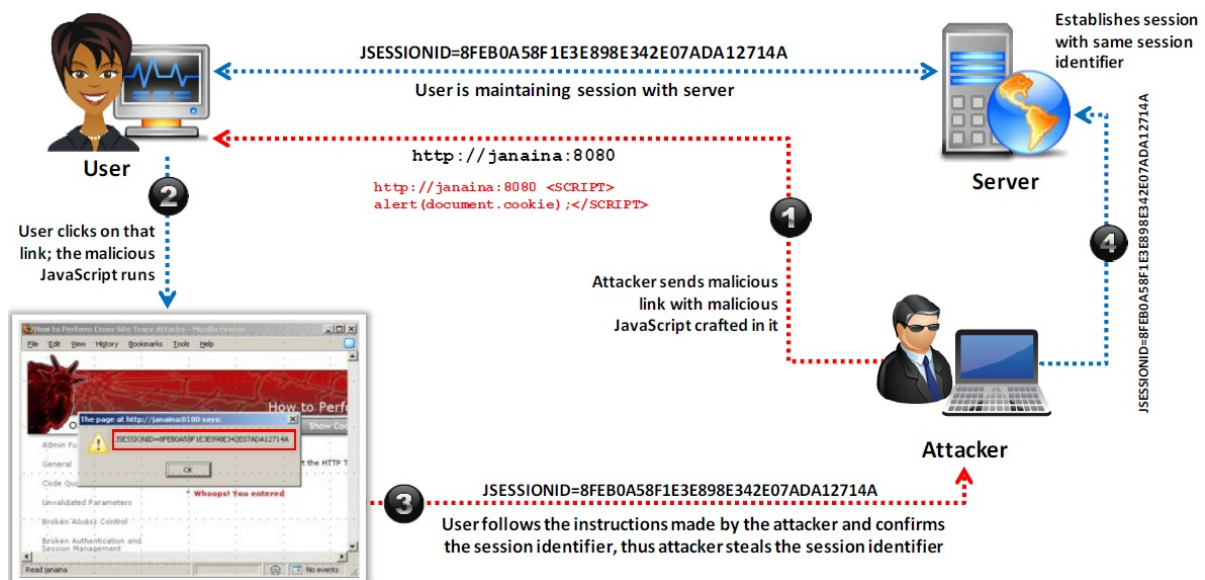 JSESSIONID=8FEB0A58F1E3E898E342E07ADA12714A
User is maintaining session with server
Establishes session
with same session
identifier
User
Server
http://janaina:8080
http://janaina:8080 <SCRIPT>
alert(document.cookie);</SCRIPT>
1
2
User clicks on that
link; the malicious
JavaScript runs
Attacker sends malicious
link with malicious
JavaScript crafted in it
4
JSESSIONID=8FEB0A58F1E3E898E342E07ADA12714A
Attacker
How to Perform Cross Site Trace Attacks - Mozilla Firefox
File Edit View History Bookmarks Tools Help
How to Perfo
The page at http://janaina:8180 says:
JSESSIONID=8FEB0A58F1E3E898E342E07ADA12714A
OK
Show Coo
Admin Fu
General
t the HTTP T
Code Qua
* Whoops! You entered
Unvalidated Parameters
Broken Access Control
Broken Authentication and
Session Management
Read janaina
No events
3
JSESSIONID=8FEB0A58F1E3E898E342E07ADA12714A
User follows the instructions made by the attacker and confirms
the session identifier, thus attacker steals the session identifier